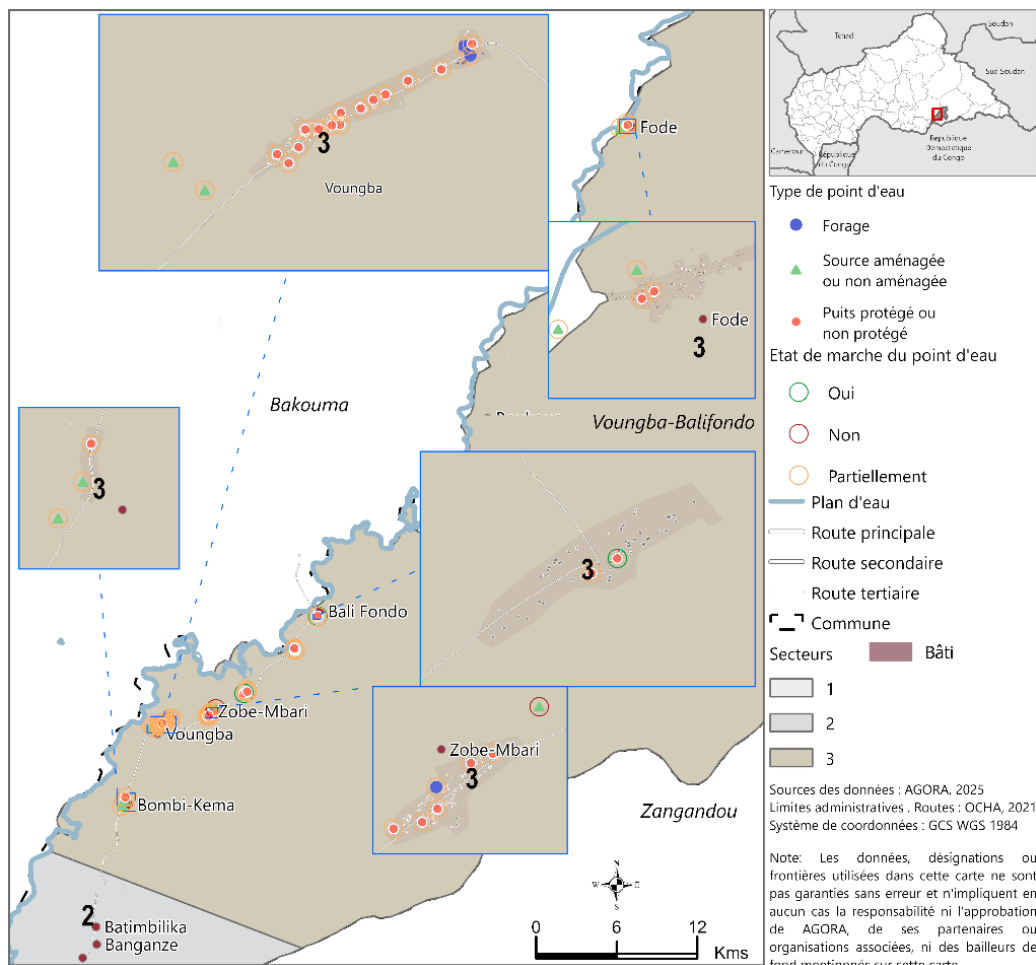 3
Voungba
Fode
Fode
3
Bakouma
Voungba-Balifondo
3
3
Bali Fondo
Zobe-Mbari
Voungba
Zobe-Mbari
3
Bombi-Kema
Zangandou
N
W
E
S
2
Batimbilika
Banganze
0 6 12
Kms
Tchad
Soudan
Sud Soudan
Cameroun
République
du Congo
République
Démocratique
du Congo
Type de point d'eau
Forage
Source aménagée
ou non aménagée
Puits protégé ou
non protégé
Etat de marche du point d'eau
Oui
Non
Partiellement
Plan d'eau
Route principale
Route secondaire
Route tertiaire
Commune
Secteurs
Bâti
1
2
3
Sources des données : AGORA, 2025
Limites administratives . Routes : OCHA, 2021
Système de coordonnées : GCS WGS 1984
Note: Les données, désignations ou
frontières utilisées dans cette carte ne sont
pas garanties sans erreur et n'impliquent en
aucun cas la responsabilité ni l'approbation
de AGORA, de ses partenaires ou
organisations associées, ni des bailleurs de
fond mentionnés sur cette carte